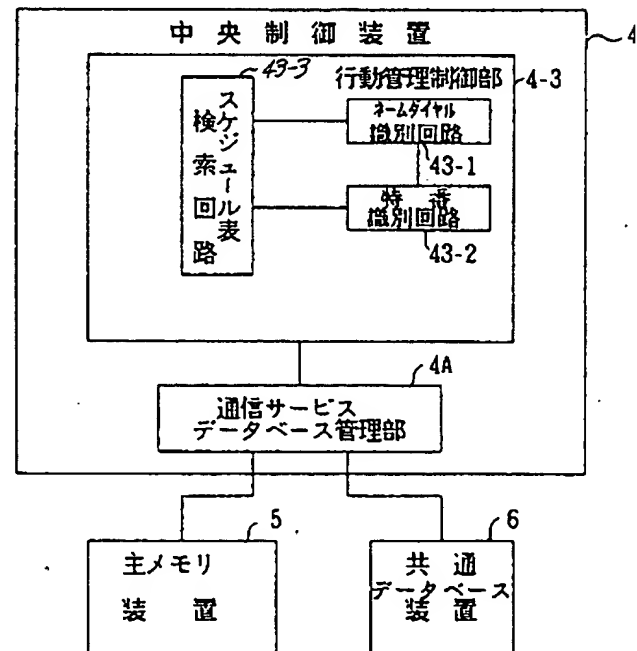 中央制御装置
4
43-3
行動管理制御部
4-3
スケジュール表
検索回路
ネームダイヤル
識別回路
43-1
特番
識別回路
43-2
4A
通信サービス
データベース管理部
5
主メモリ
装置
6
共通
データベース
装置